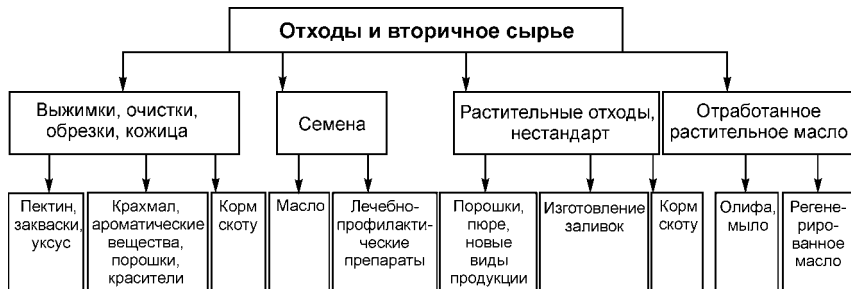 Отходы и вторичное сырье
Выжимки, очистки,
обрезки, кожица
Семена
Растительные отходы,
нестандарт
Отработанное
растительное масло
Пектин,
закваски,
уксус
Крахмал,
ароматические
вещества,
порошки,
красители
Корм
скоту
Масло
Лечебно-
профилакти-
ческие
препараты
Порошки,
пюре,
новые
виды
продукции
Изготовление
заливок
Корм
скоту
Олифа,
мыло
Регене-
рирован-
ное
масло